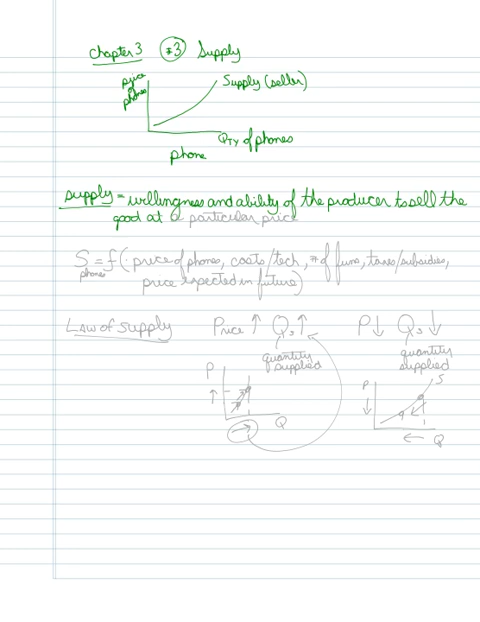 Chapter 3 #3 Supply
price
of
phones
Supply (seller)
QTY of phones
phone
Supply = willingness and ability of the producer to sell the
good at a particular price
S phones = f (: price of phones, costs/tech, # of firms, taxes/subsidies,
price expected in future)
Law of Supply Price ↑ Qs ↑ P ↓ Qs ↓
quantity
supplied
quantity
supplied
P ↑
→ Q
P ↓ S
← Q